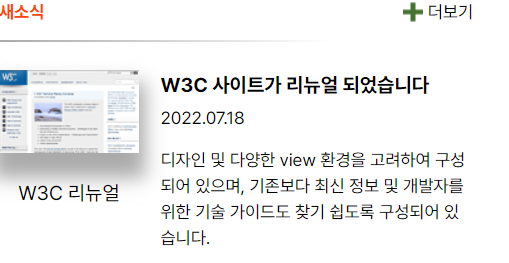 새소식
더보기
W3C
W3C 사이트가 리뉴얼 되었습니다
2022.07.18
디자인 및 다양한 view 환경을 고려하여 구성
되어 있으며, 기존보다 최신 정보 및 개발자를
위한 기술 가이드도 찾기 쉽도록 구성되어 있
습니다.
W3C 리뉴얼